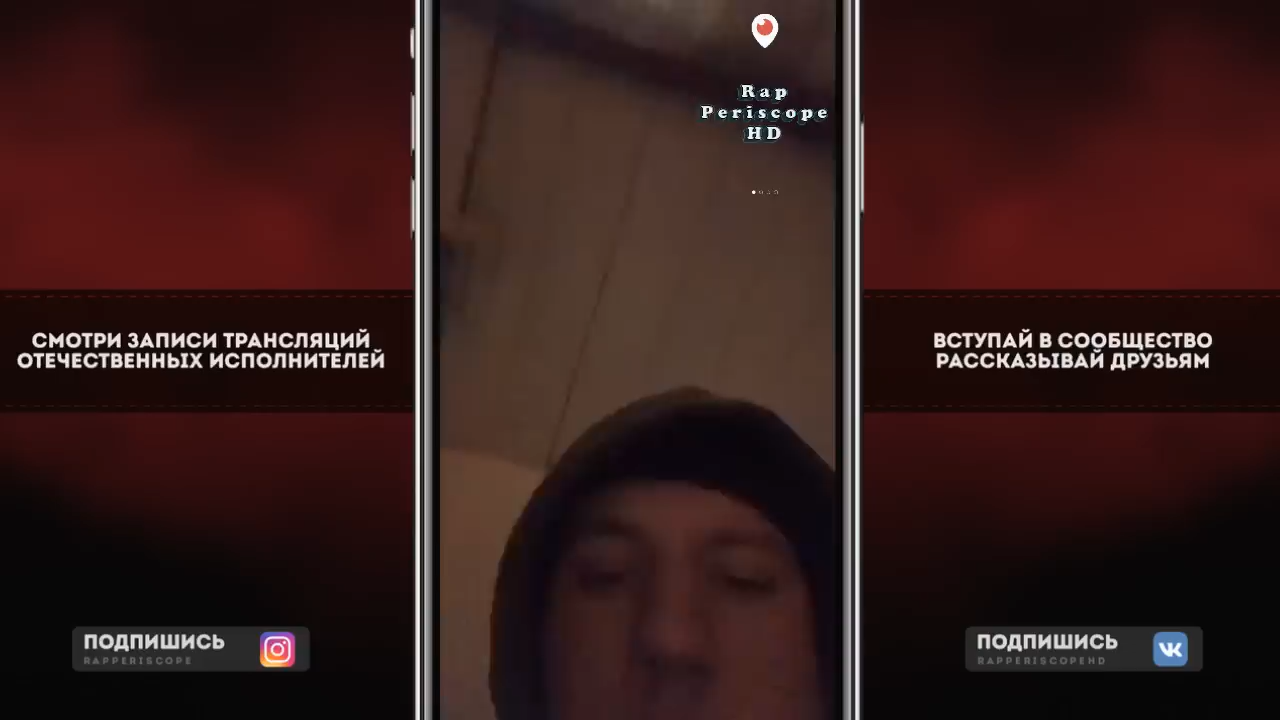 Rap
Periscope
HD
СМОТРИ ЗАПИСИ ТРАНСЛЯЦИЙ
ОТЕЧЕСТВЕННЫХ ИСПОЛНИТЕЛЕЙ
ВСТУПАЙ В СООБЩЕСТВО
РАССКАЗЫВАЙ ДРУЗЬЯМ
ПОДПИШИСЬ
RAPPERISCOPE
ПОДПИШИСЬ
RAPPERISCOPEHD